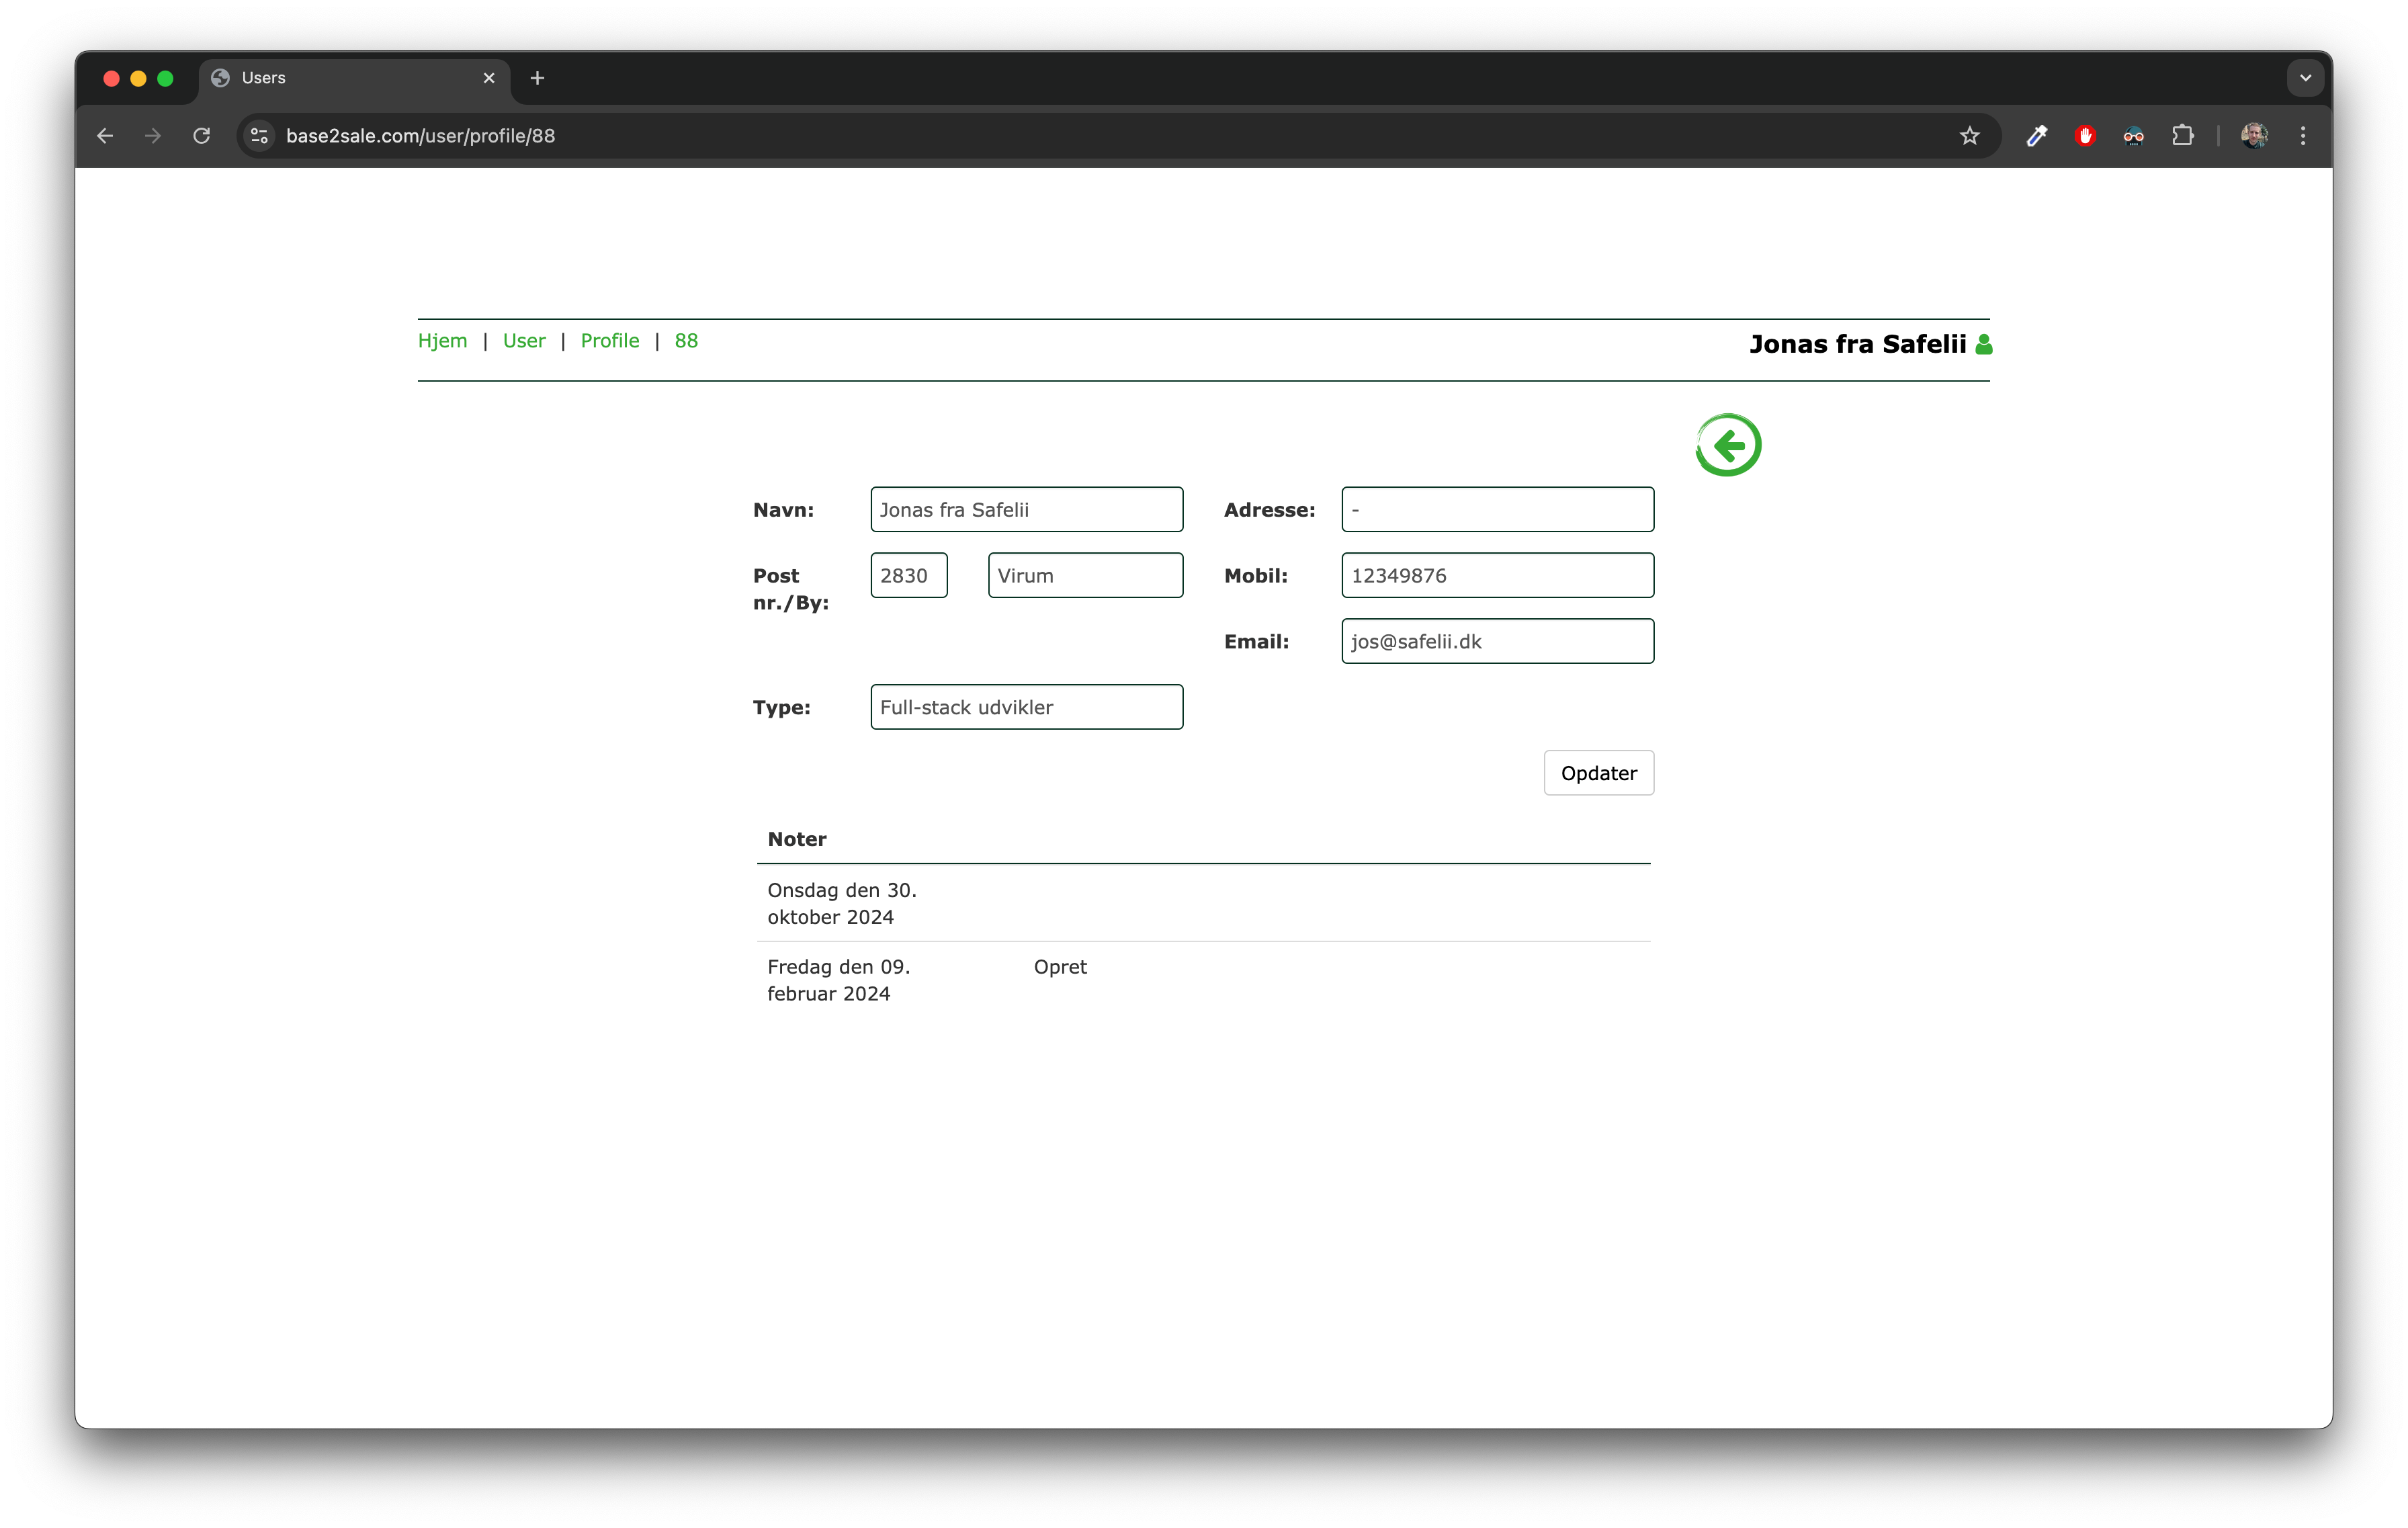 Users
base2sale.com/user/profile/88
Hjem | User | Profile | 88
Jonas fra Safelii
Navn:
Jonas fra Safelii
Adresse:
-
Post
nr./By:
2830
Virum
Mobil:
12349876
Email:
jos@safelii.dk
Type:
Full-stack udvikler
Opdater
Noter
Onsdag den 30.
oktober 2024
Fredag den 09.
februar 2024
Opret